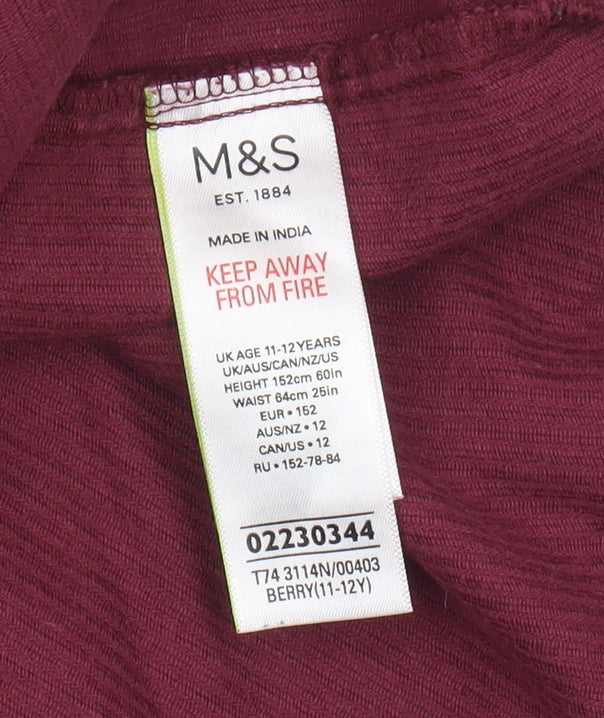 M&S
EST. 1884
MADE IN INDIA
KEEP AWAY
FROM FIRE
UK AGE 11-12 YEARS
UK/AUS/CAN/NZ/US
HEIGHT 152cm 60in
WAIST 64cm 25in
EUR • 152
AUS/NZ • 12
CAN/US • 12
RU • 152-78-84
02230344
T74 3114N/00403
BERRY(11-12Y)